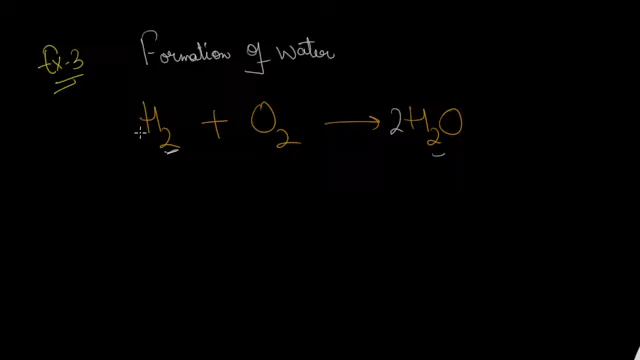 Ex-3 Formation of water
H₂ + O₂ → 2H₂O